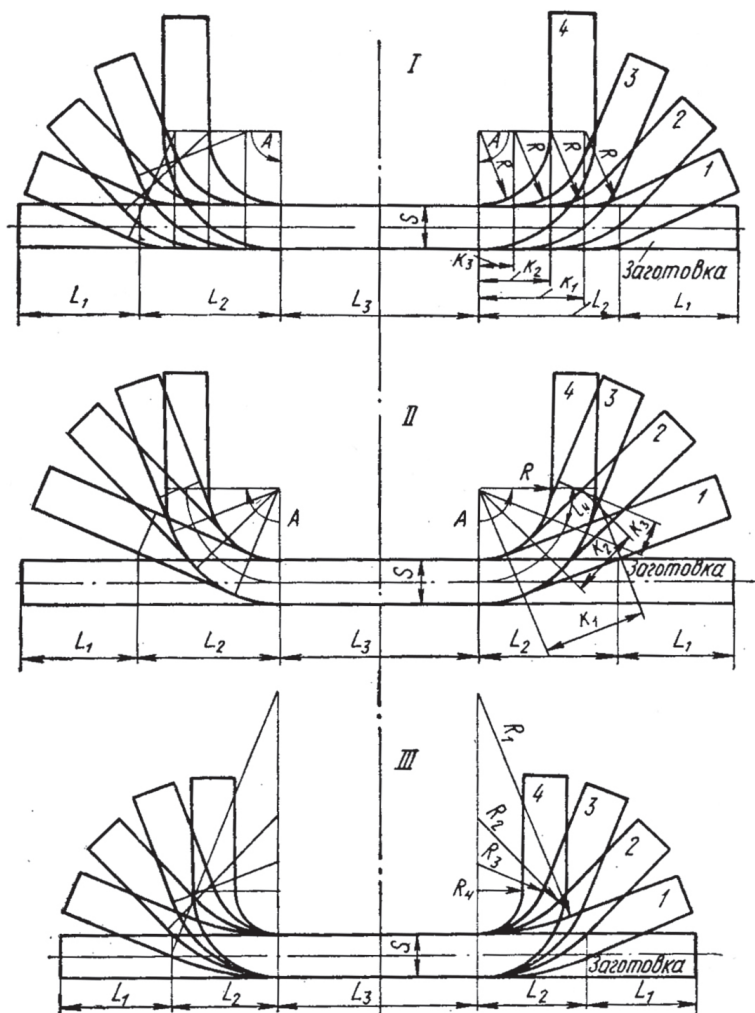 I
4
3
2
1
A
A
R
R
R
R
S
K₃
K₂
K₁
Заготовка
L₁
L₂
L₃
L₂
L₁
II
4
3
2
1
A
A
R
L₄
K₃
K₂
K₁
S
Заготовка
L₁
L₂
L₃
L₂
L₁
III
R₁
R₂
R₃
R₄
4
3
2
1
S
Заготовка
L₁
L₂
L₃
L₂
L₁